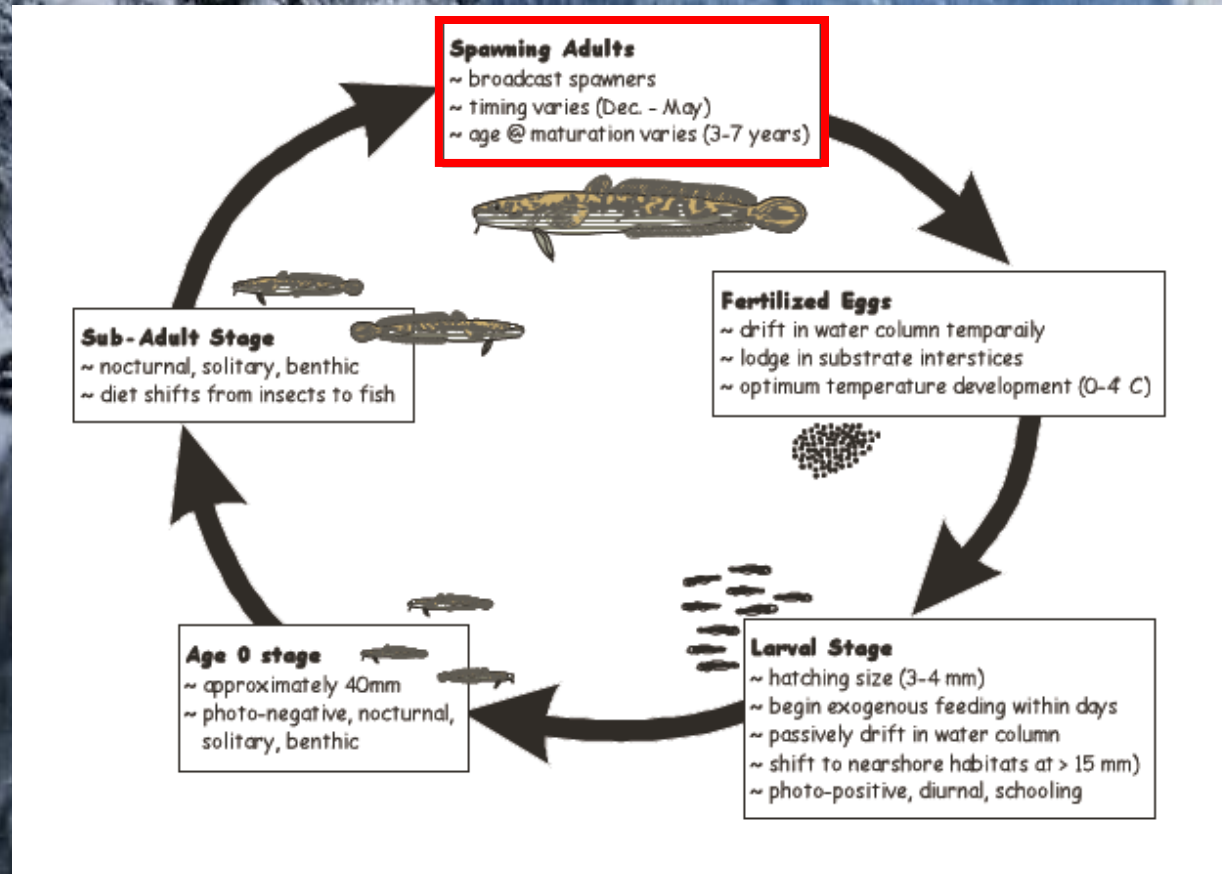 Spawning Adults
~ broadcast spawners
~ timing varies (Dec. - May)
~ age @ maturation varies (3-7 years)
Fertilized Eggs
~ drift in water column temparaily
~ lodge in substrate interstices
~ optimum temperature development (0-4° C)
Larval Stage
~ hatching size (3-4 mm)
~ begin exogenous feeding within days
~ passively drift in water column
~ shift to nearshore habitats at > 15 mm)
~ photo-positive, diurnal, schooling
Age 0 stage
~ approximately 40mm
~ photo-negative, nocturnal,
solitary, benthic
Sub-Adult Stage
~ nocturnal, solitary, benthic
~ diet shifts from insects to fish